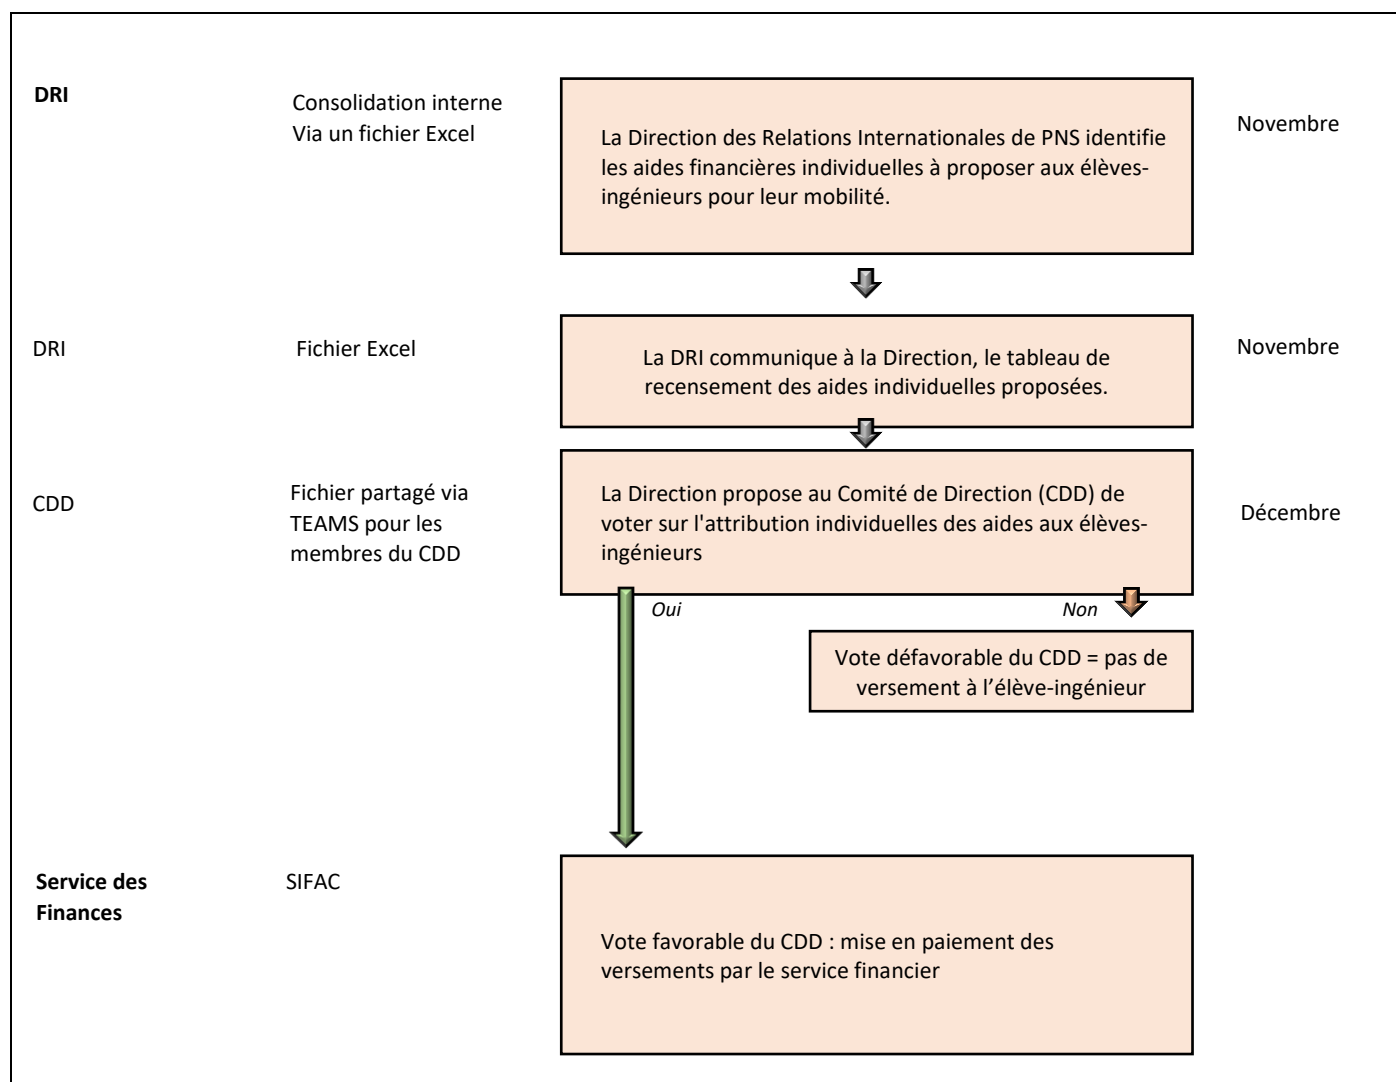 DRI
Consolidation interne
Via un fichier Excel
La Direction des Relations Internationales de PNS identifie
les aides financières individuelles à proposer aux élèves-
ingénieurs pour leur mobilité.
Novembre
DRI
Fichier Excel
La DRI communique à la Direction, le tableau de
recensement des aides individuelles proposées.
Novembre
CDD
Fichier partagé via
TEAMS pour les
membres du CDD
La Direction propose au Comité de Direction (CDD) de
voter sur l'attribution individuelles des aides aux élèves-
ingénieurs
Décembre
Oui
Non
Vote défavorable du CDD = pas de
versement à l’élève-ingénieur
Service des
Finances
SIFAC
Vote favorable du CDD : mise en paiement des
versements par le service financier